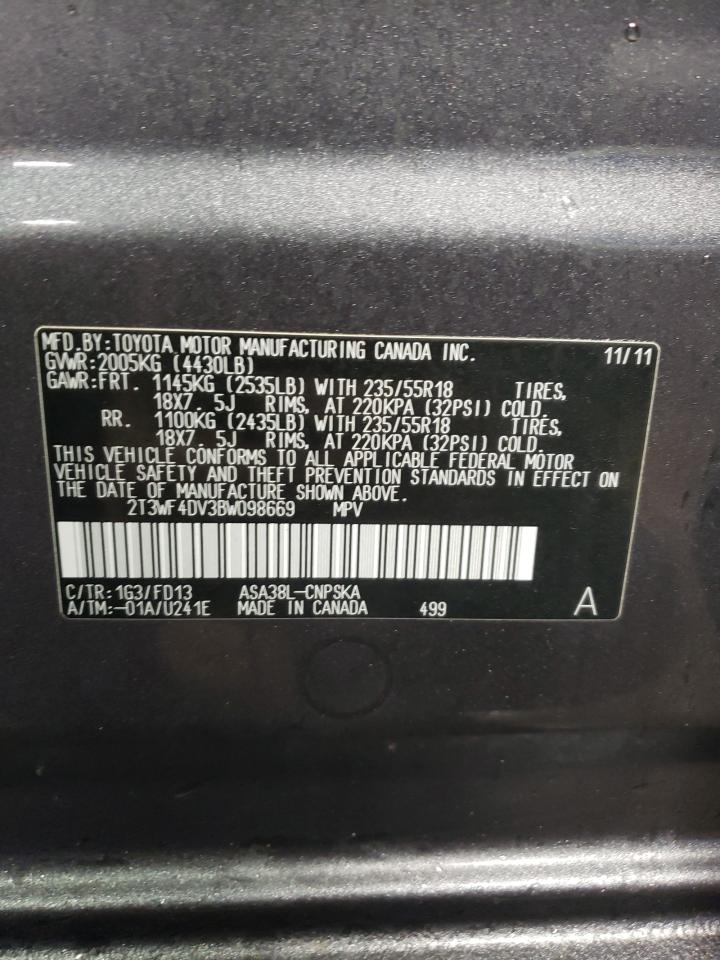 MFD.BY:TOYOTA MOTOR MANUFACTURING CANADA INC. 11/11
GVWR:2005KG (4430LB)
GAWR:FRT. 1145KG (2535LB) WITH 235/55R18 TIRES,
18X7. 5J RIMS, AT 220KPA (32PSI) COLD.
RR. 1100KG (2435LB) WITH 235/55R18 TIRES,
18X7. 5J RIMS, AT 220KPA (32PSI) COLD.
THIS VEHICLE CONFORMS TO ALL APPLICABLE FEDERAL MOTOR
VEHICLE SAFETY AND THEFT PREVENTION STANDARDS IN EFFECT ON
THE DATE OF MANUFACTURE SHOWN ABOVE.
2T3WF4DV3BW098669 MPV
C/TR:1G3/FD13 ASA38L-CNPSKA
A/TM:-01A/U241E MADE IN CANADA 499 A